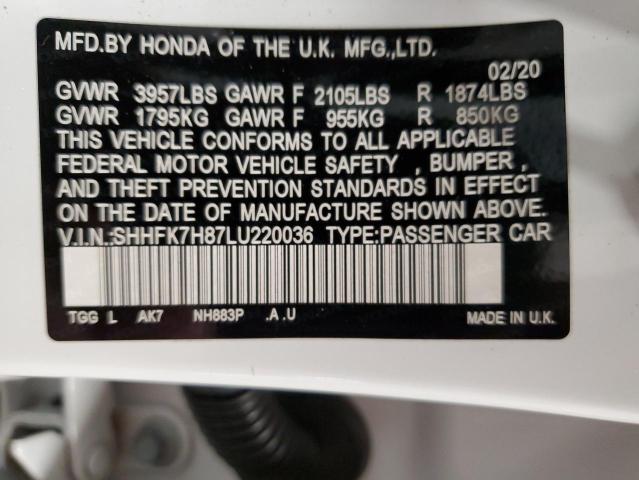 MFD.BY HONDA OF THE U.K. MFG.,LTD.
02/20
GVWR 3957LBS GAWR F 2105LBS R 1874LBS
GVWR 1795KG GAWR F 955KG R 850KG
THIS VEHICLE CONFORMS TO ALL APPLICABLE
FEDERAL MOTOR VEHICLE SAFETY , BUMPER ,
AND THEFT PREVENTION STANDARDS IN EFFECT
ON THE DATE OF MANUFACTURE SHOWN ABOVE.
V.I.N.:SHHFK7H87LU220036 TYPE:PASSENGER CAR
TGG L AK7 NH883P .A .U MADE IN U.K.